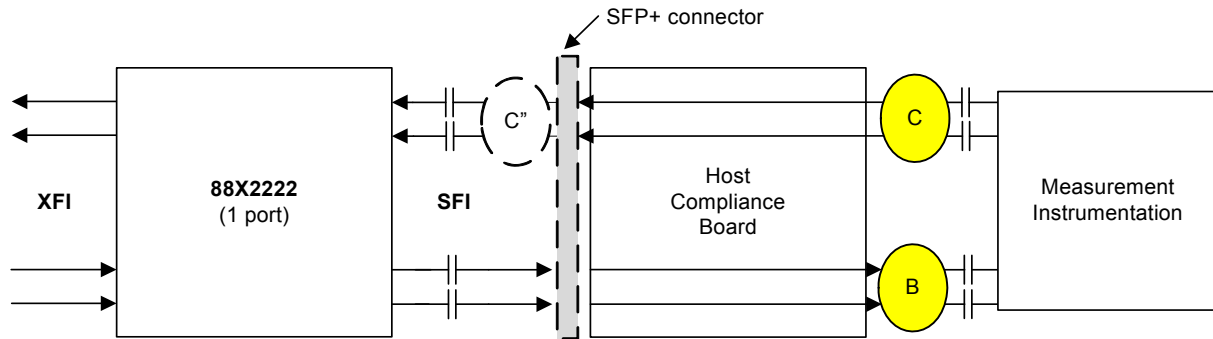 SFP+ connector
C”
C
XFI
88X2222
(1 port)
SFI
Host
Compliance
Board
Measurement
Instrumentation
B